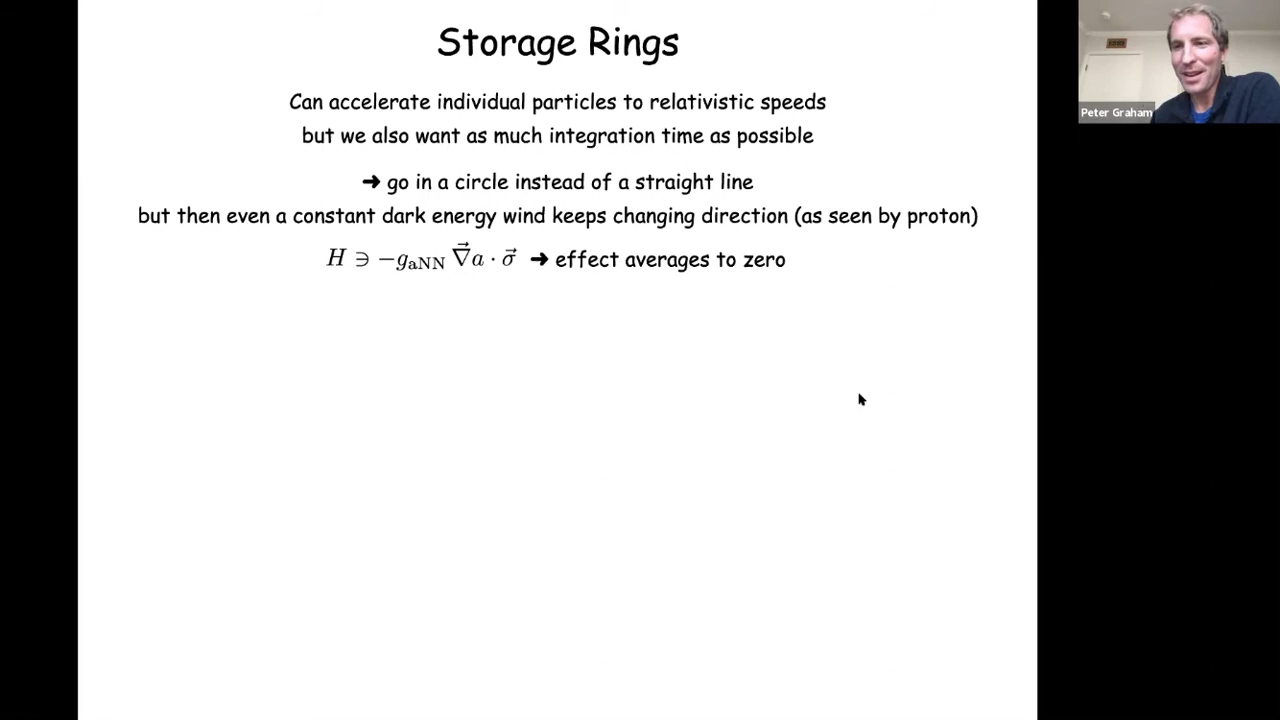 Storage Rings
Can accelerate individual particles to relativistic speeds
but we also want as much integration time as possible
➜ go in a circle instead of a straight line
but then even a constant dark energy wind keeps changing direction (as seen by proton)
H ∋ −g_aNN ∇⃗a · σ⃗ ➜ effect averages to zero
Peter Graham